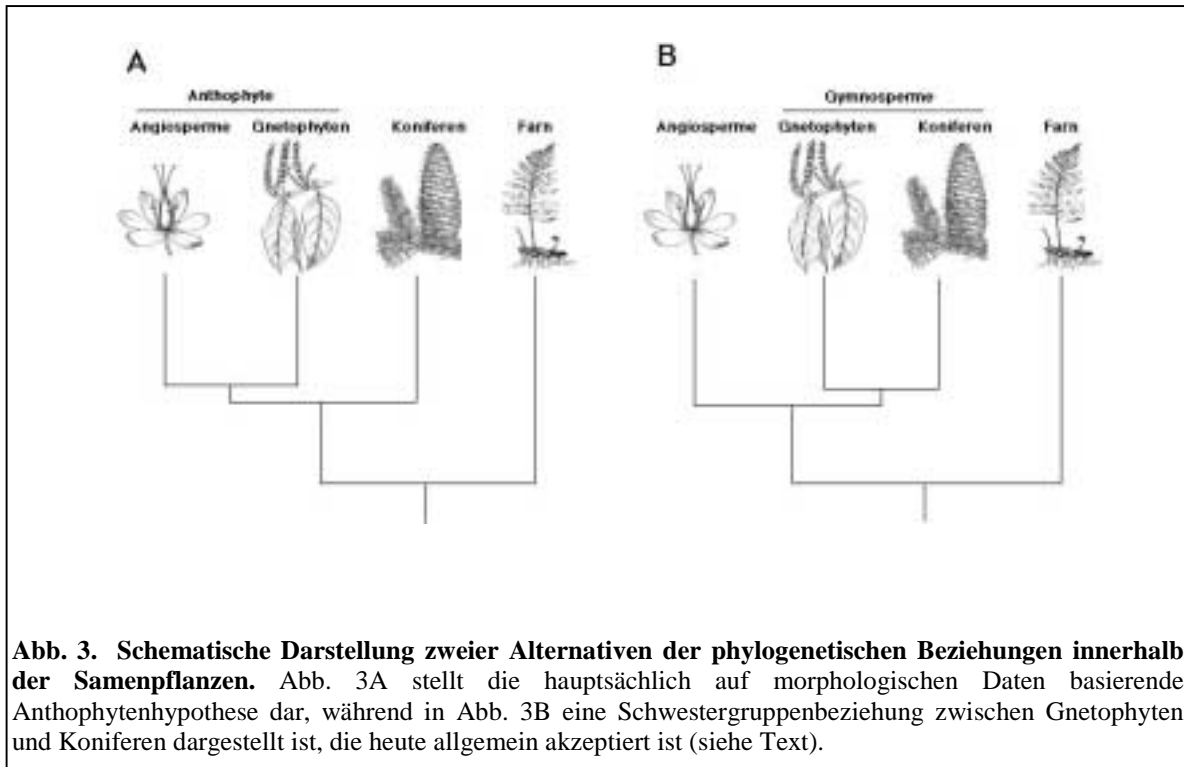 A
B
Anthophyte
Gymnosperme
Angiosperme Gnetophyten Koniferen Farn
Angiosperme Gnetophyten Koniferen Farn
Abb. 3. Schematische Darstellung zweier Alternativen der phylogenetischen Beziehungen innerhalb
der Samenpflanzen. Abb. 3A stellt die hauptsächlich auf morphologischen Daten basierende
Anthophytenhypothese dar, während in Abb. 3B eine Schwestergruppenbeziehung zwischen Gnetophyten
und Koniferen dargestellt ist, die heute allgemein akzeptiert ist (siehe Text).